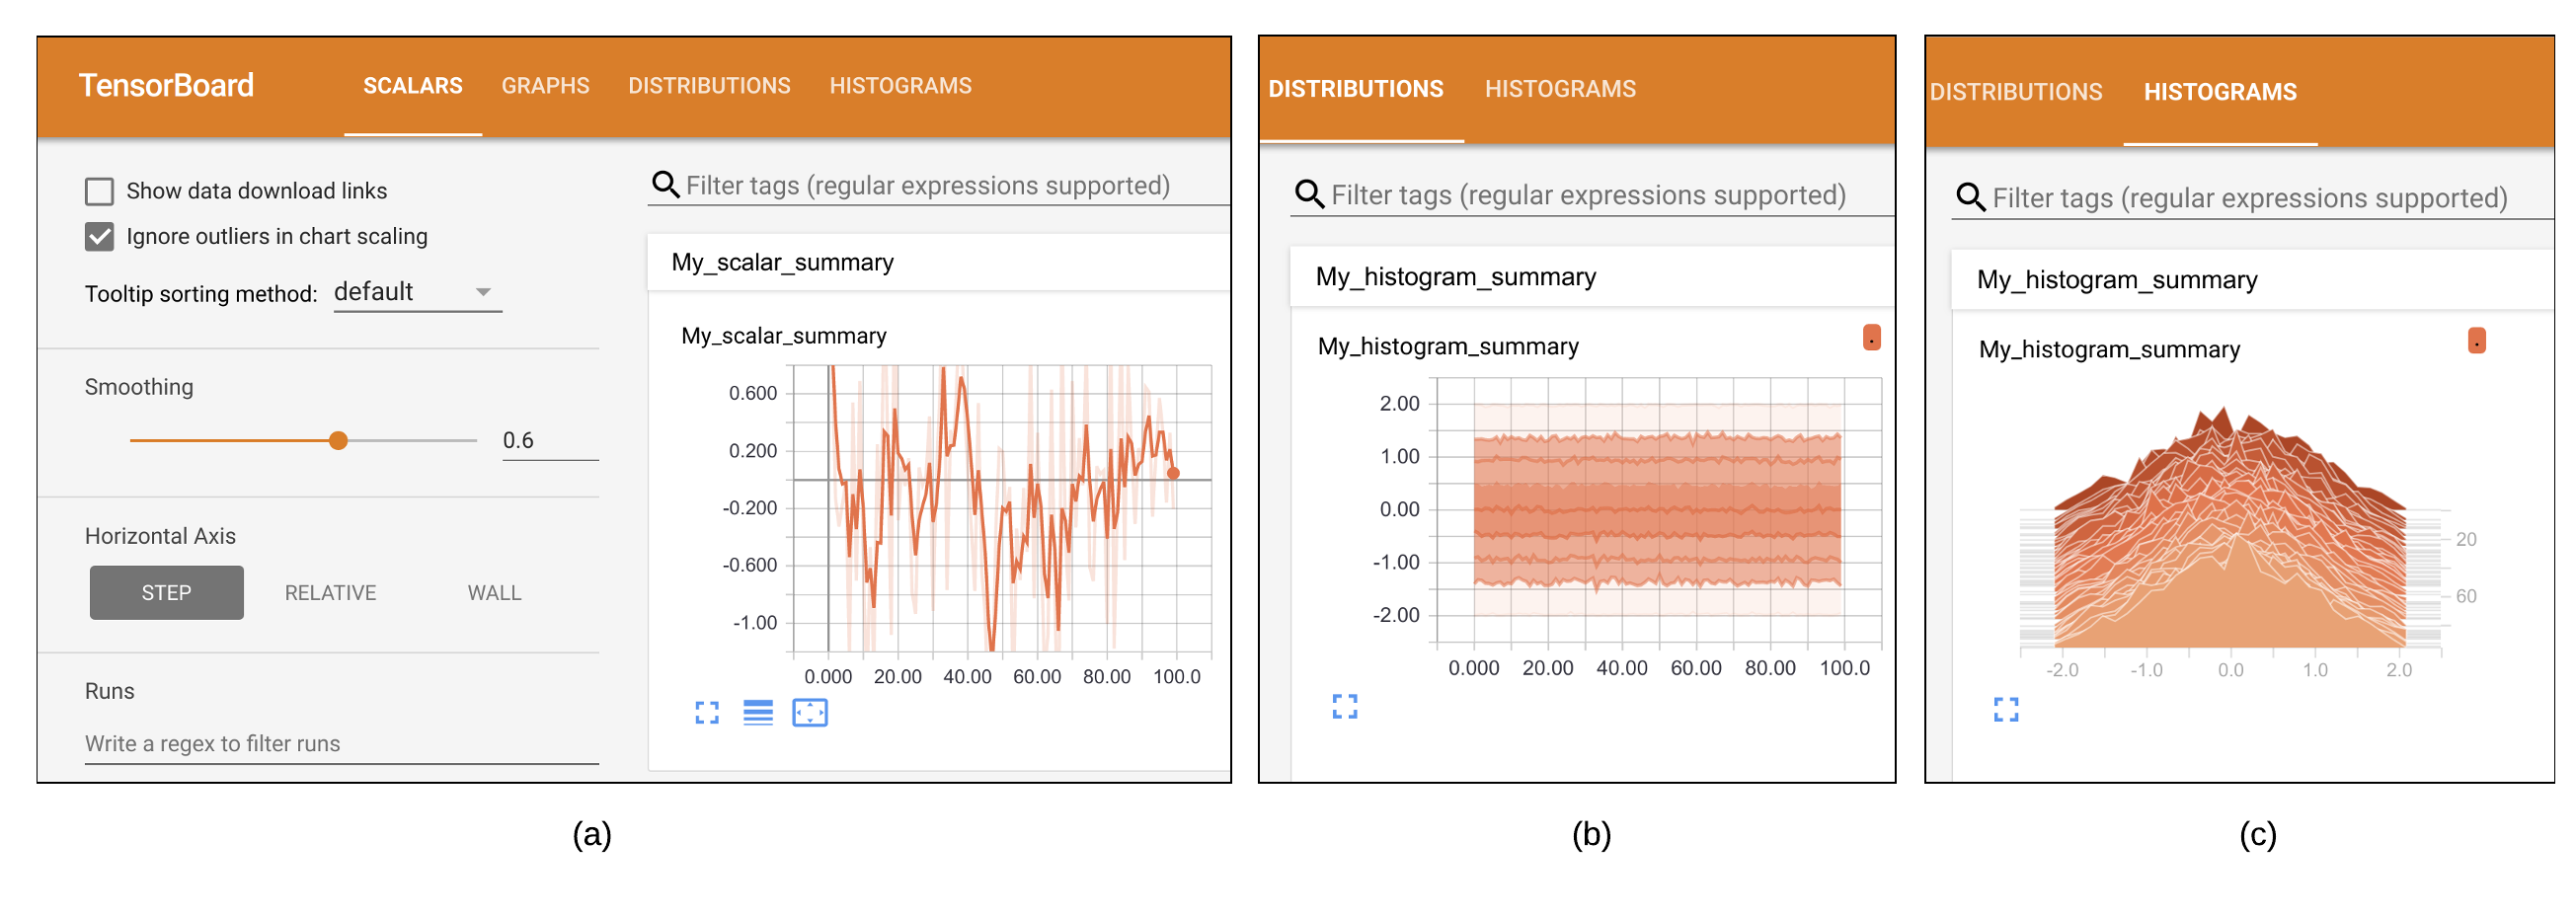 TensorBoard SCALARS GRAPHS DISTRIBUTIONS HISTOGRAMS
Show data download links
Ignore outliers in chart scaling
Tooltip sorting method: default
Smoothing
0.6
Horizontal Axis
STEP RELATIVE WALL
Runs
Write a regex to filter runs
Filter tags (regular expressions supported)
My_scalar_summary
My_scalar_summary
0.600
0.200
-0.200
-0.600
-1.00
0.000 20.00 40.00 60.00 80.00 100.0
(a)
DISTRIBUTIONS HISTOGRAMS
Filter tags (regular expressions supported)
My_histogram_summary
My_histogram_summary
.
2.00
1.00
0.00
-1.00
-2.00
0.000 20.00 40.00 60.00 80.00 100.0
(b)
DISTRIBUTIONS HISTOGRAMS
Filter tags (regular expressions supported)
My_histogram_summary
My_histogram_summary
.
20
60
-2.0 -1.0 0.0 1.0 2.0
(c)